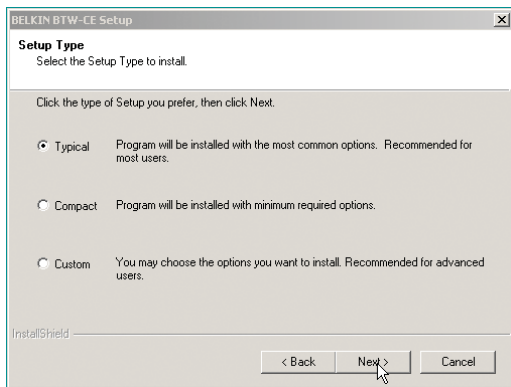 BELKIN BTW-CE Setup
Setup Type
Select the Setup Type to install.
Click the type of Setup you prefer, then click Next.
Typical Program will be installed with the most common options. Recommended for
most users.
Compact Program will be installed with minimum required options.
Custom You may choose the options you want to install. Recommended for advanced
users.
InstallShield
< Back Next > Cancel